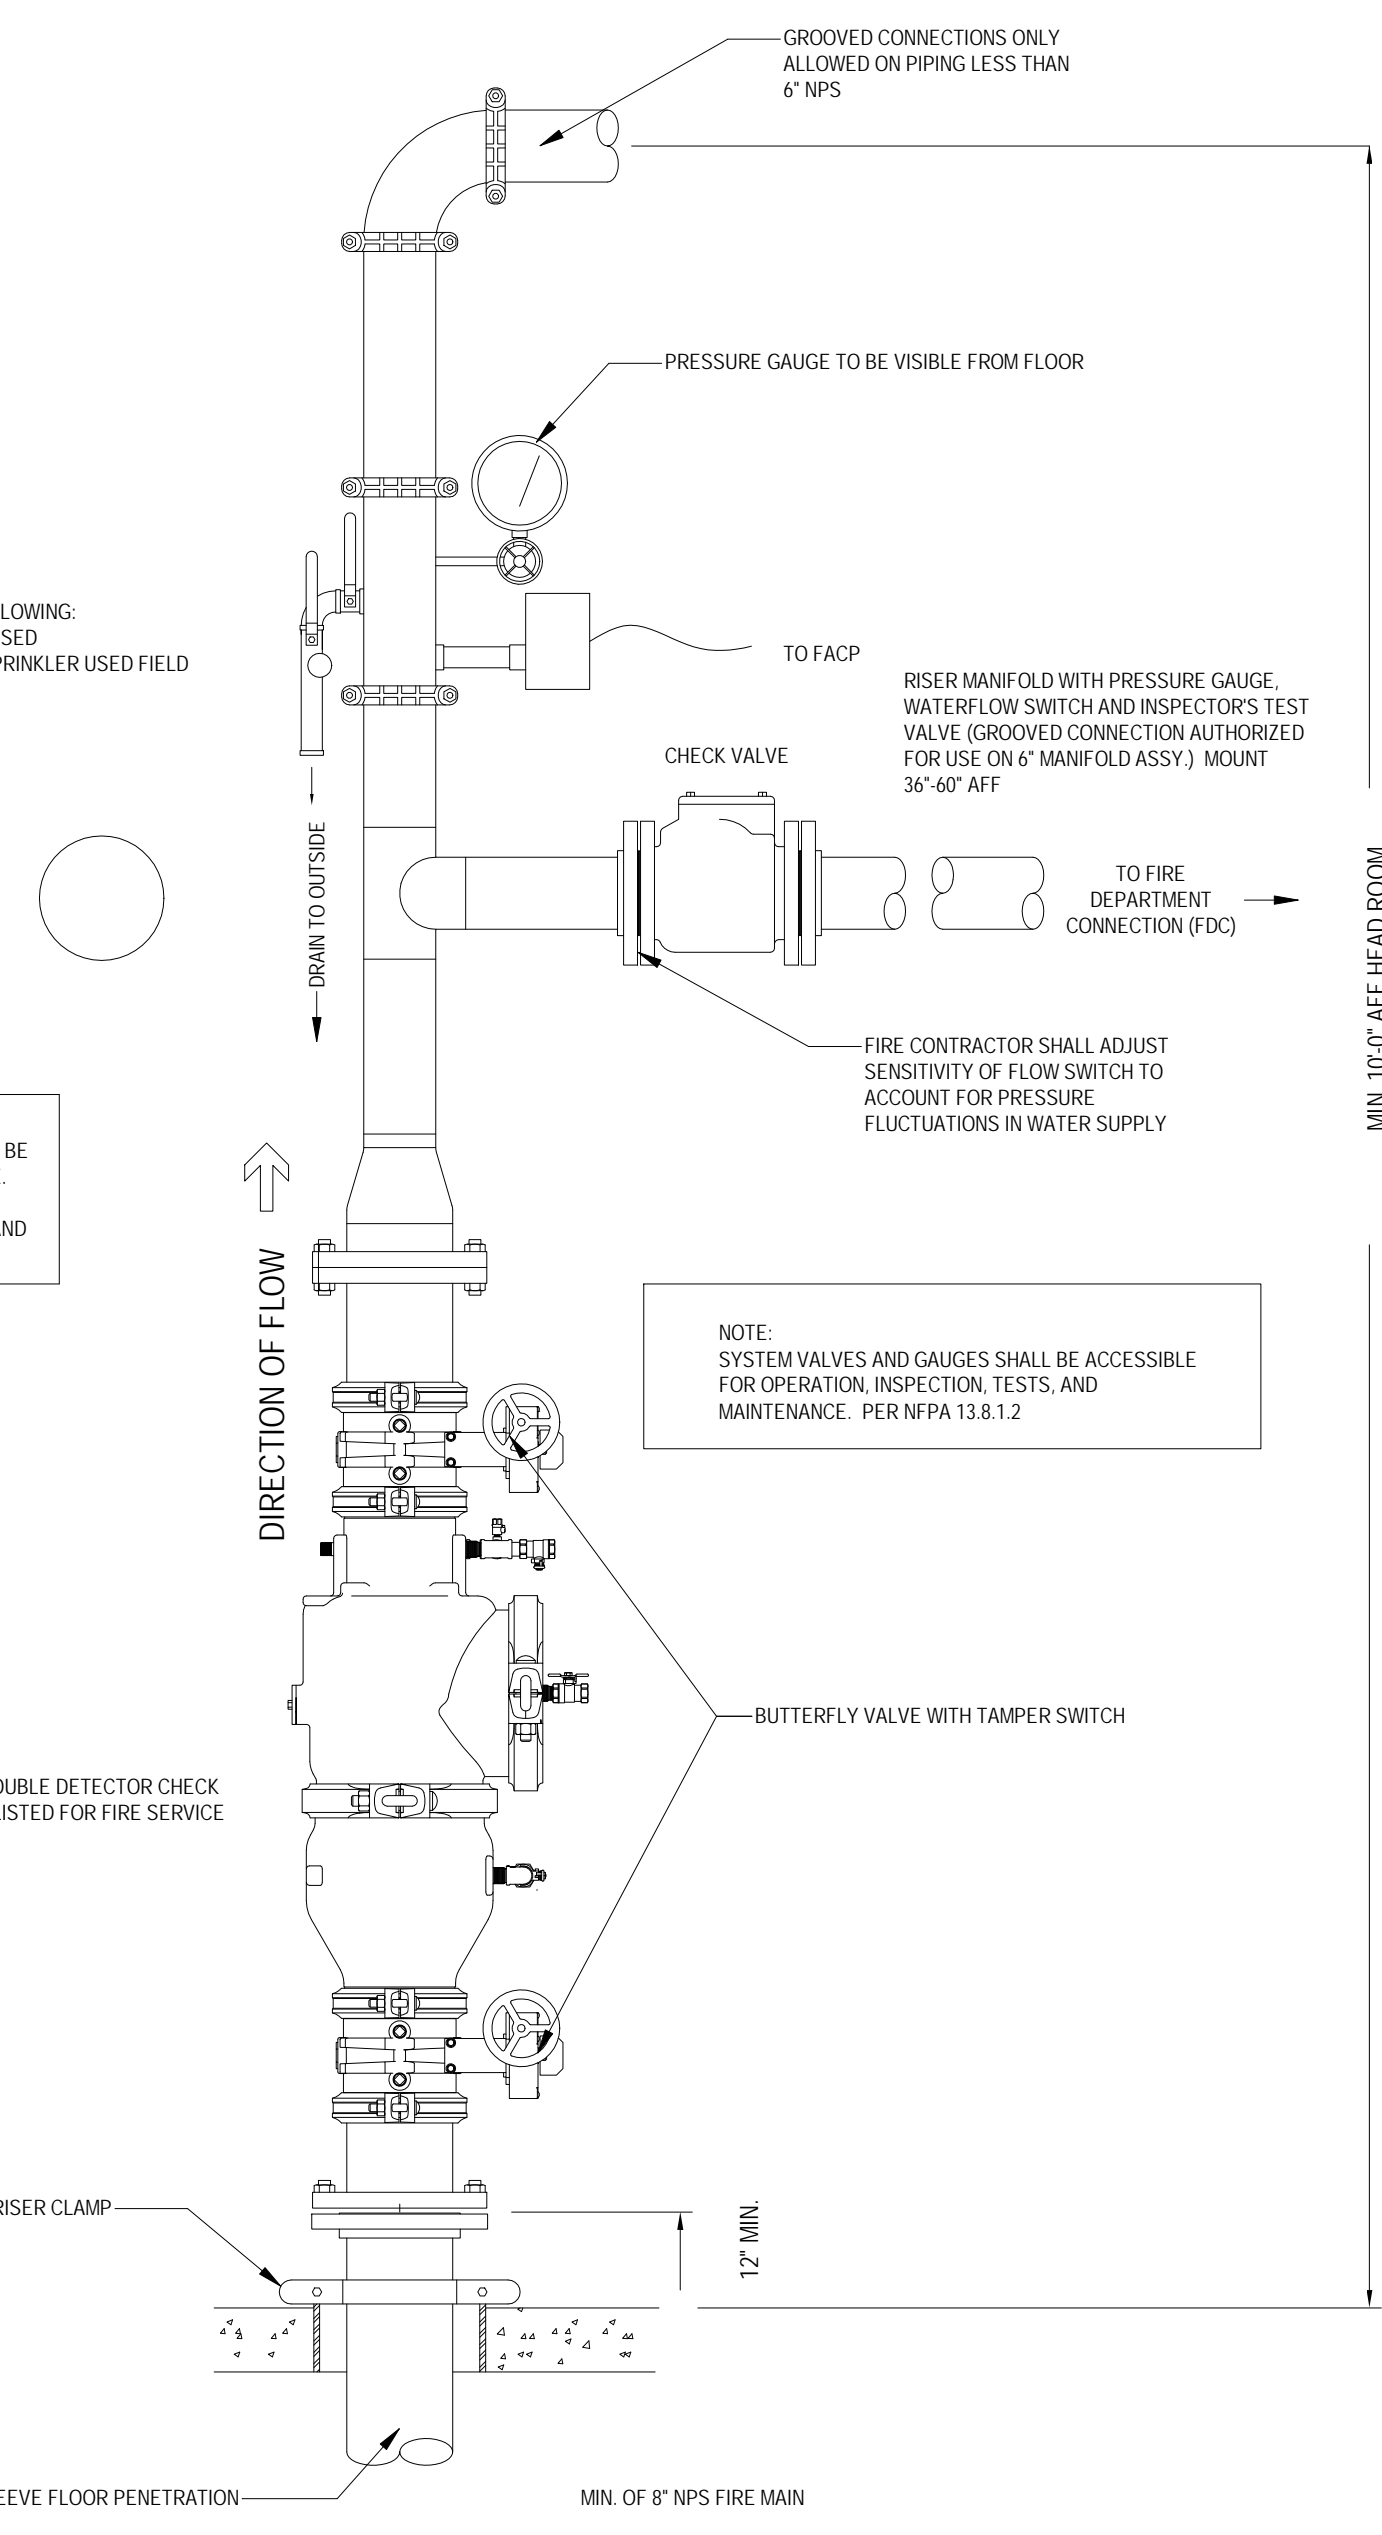 GROOVED CONNECTIONS ONLY
ALLOWED ON PIPING LESS THAN
6" NPS
PRESSURE GAUGE TO BE VISIBLE FROM FLOOR
LOWING:
SED
PRINKLER USED FIELD
TO FACP
RISER MANIFOLD WITH PRESSURE GAUGE,
WATERFLOW SWITCH AND INSPECTOR'S TEST
VALVE (GROOVED CONNECTION AUTHORIZED
FOR USE ON 6" MANIFOLD ASSY.) MOUNT
36"-60" AFF
CHECK VALVE
DRAIN TO OUTSIDE
TO FIRE
DEPARTMENT
CONNECTION (FDC)
MIN. 10'-0" AFF HEAD ROOM
FIRE CONTRACTOR SHALL ADJUST
SENSITIVITY OF FLOW SWITCH TO
ACCOUNT FOR PRESSURE
FLUCTUATIONS IN WATER SUPPLY
BE
AND
DIRECTION OF FLOW
NOTE:
SYSTEM VALVES AND GAUGES SHALL BE ACCESSIBLE
FOR OPERATION, INSPECTION, TESTS, AND
MAINTENANCE. PER NFPA 13.8.1.2
BUTTERFLY VALVE WITH TAMPER SWITCH
OUBLE DETECTOR CHECK
LISTED FOR FIRE SERVICE
RISER CLAMP
12" MIN.
EEVE FLOOR PENETRATION
MIN. OF 8" NPS FIRE MAIN